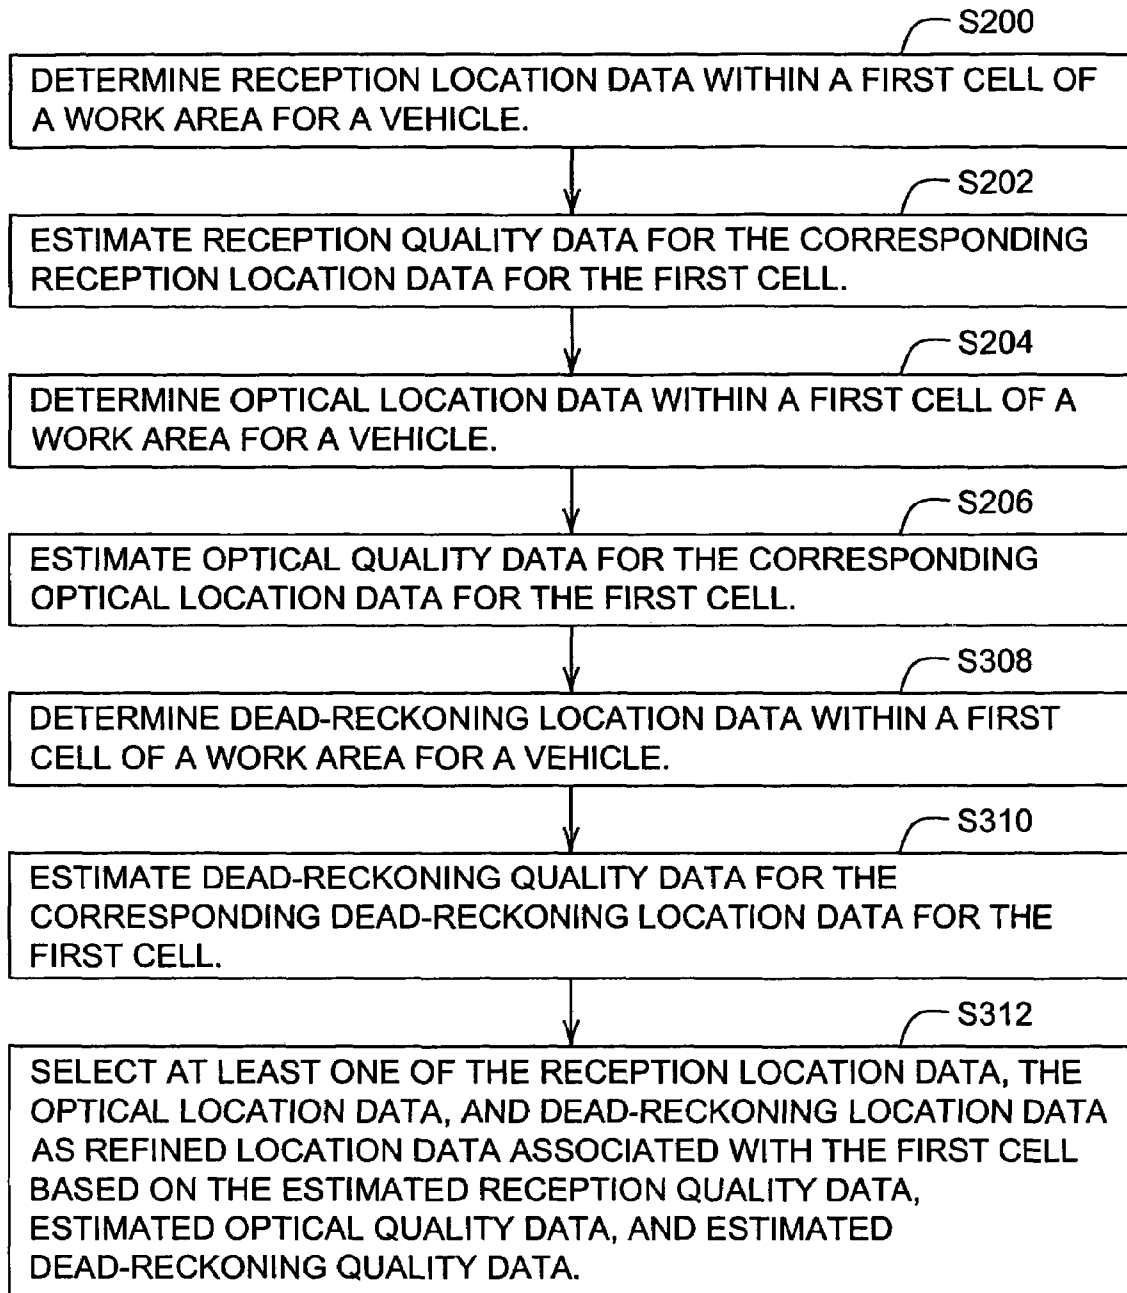 S200
DETERMINE RECEPTION LOCATION DATA WITHIN A FIRST CELL OF
A WORK AREA FOR A VEHICLE.
S202
ESTIMATE RECEPTION QUALITY DATA FOR THE CORRESPONDING
RECEPTION LOCATION DATA FOR THE FIRST CELL.
S204
DETERMINE OPTICAL LOCATION DATA WITHIN A FIRST CELL OF A
WORK AREA FOR A VEHICLE.
S206
ESTIMATE OPTICAL QUALITY DATA FOR THE CORRESPONDING
OPTICAL LOCATION DATA FOR THE FIRST CELL.
S308
DETERMINE DEAD-RECKONING LOCATION DATA WITHIN A FIRST
CELL OF A WORK AREA FOR A VEHICLE.
S310
ESTIMATE DEAD-RECKONING QUALITY DATA FOR THE
CORRESPONDING DEAD-RECKONING LOCATION DATA FOR THE
FIRST CELL.
S312
SELECT AT LEAST ONE OF THE RECEPTION LOCATION DATA, THE
OPTICAL LOCATION DATA, AND DEAD-RECKONING LOCATION DATA
AS REFINED LOCATION DATA ASSOCIATED WITH THE FIRST CELL
BASED ON THE ESTIMATED RECEPTION QUALITY DATA,
ESTIMATED OPTICAL QUALITY DATA, AND ESTIMATED
DEAD-RECKONING QUALITY DATA.